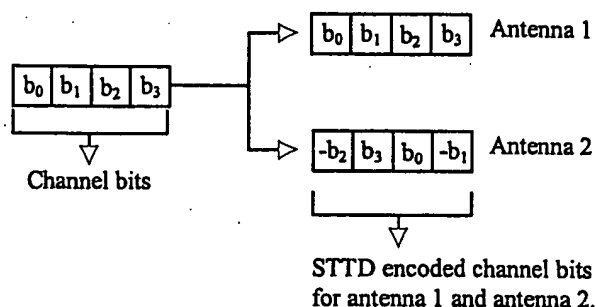 b₀ b₁ b₂ b₃ Antenna 1
b₀ b₁ b₂ b₃
-b₂ b₃ b₀ -b₁ Antenna 2
Channel bits
STTD encoded channel bits
for antenna 1 and antenna 2.